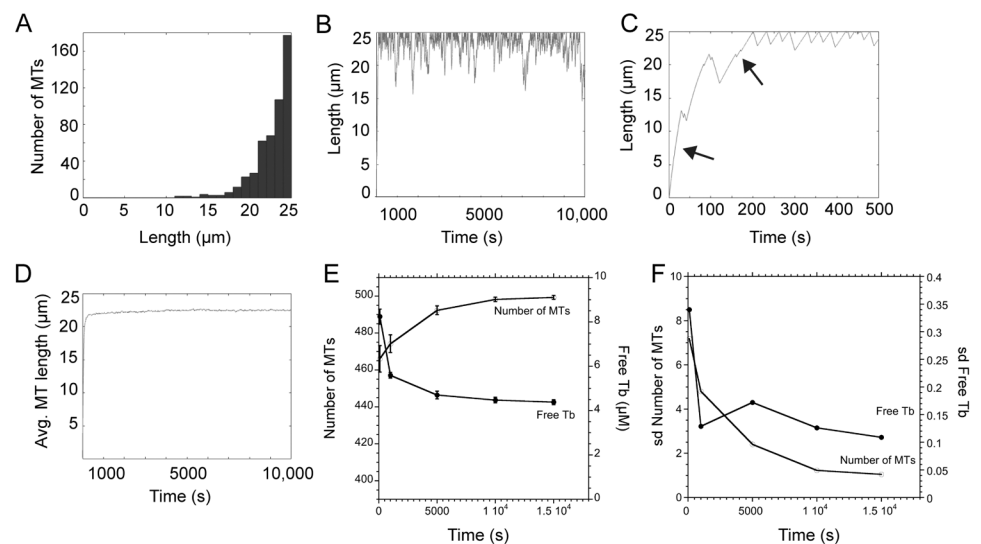 A
Number of MTs
160
120
80
40
0
0 5 10 15 20 25
Length (µm)
B
Length (µm)
25
20
15
10
5
0
1000 5000 10,000
Time (s)
C
Length (µm)
25
20
15
10
5
0
0 100 200 300 400 500
Time (s)
D
Avg. MT length (µm)
25
20
15
10
5
1000 5000 10,000
Time (s)
E
Number of MTs
500
480
460
440
420
400
Number of MTs
Free Tb
10
8
6
4
2
0
Free Tb (µM)
0 5000 1 10⁴ 1.5 10⁴
Time (s)
F
sd Number of MTs
10
8
6
4
2
0
Free Tb
Number of MTs
0.4
0.35
0.3
0.25
0.2
0.15
0.1
0.05
0
sd Free Tb
0 5000 1 10⁴ 1.5 10⁴
Time (s)